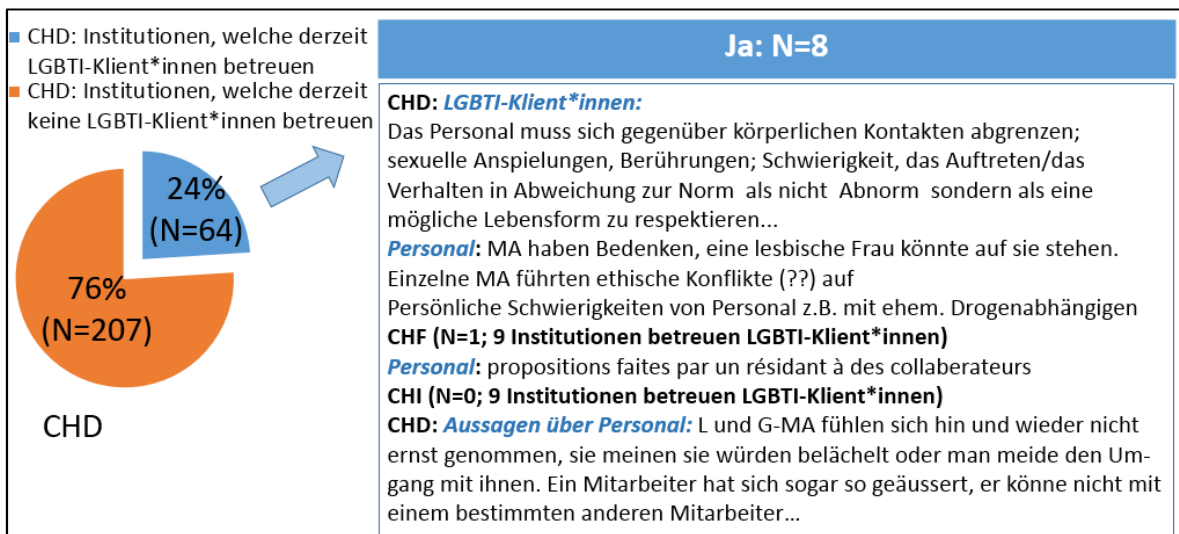 CHD: Institutionen, welche derzeit
LGBTI-Klient*innen betreuen
CHD: Institutionen, welche derzeit
keine LGBTI-Klient*innen betreuen
24%
(N=64)
76%
(N=207)
CHD
Ja: N=8
CHD: LGBTI-Klient*innen:
Das Personal muss sich gegenüber körperlichen Kontakten abgrenzen;
sexuelle Anspielungen, Berührungen; Schwierigkeit, das Auftreten/das
Verhalten in Abweichung zur Norm als nicht Abnorm sondern als eine
mögliche Lebensform zu respektieren...
Personal: MA haben Bedenken, eine lesbische Frau könnte auf sie stehen.
Einzelne MA führten ethische Konflikte (??) auf
Persönliche Schwierigkeiten von Personal z.B. mit ehem. Drogenabhängigen
CHF (N=1; 9 Institutionen betreuen LGBTI-Klient*innen)
Personal: propositions faites par un résidant à des collaberateurs
CHI (N=0; 9 Institutionen betreuen LGBTI-Klient*innen)
CHD: Aussagen über Personal: L und G-MA fühlen sich hin und wieder nicht
ernst genommen, sie meinen sie würden belächelt oder man meide den Um-
gang mit ihnen. Ein Mitarbeiter hat sich sogar so geäussert, er könne nicht mit
einem bestimmten anderen Mitarbeiter…